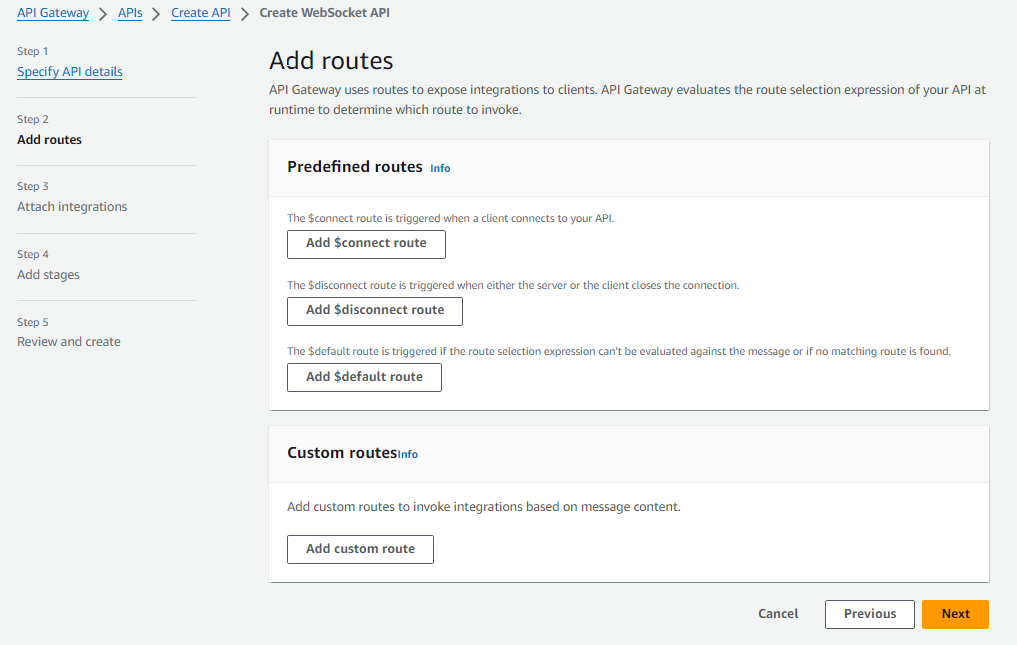 API Gateway > APIs > Create API > Create WebSocket API
Step 1
Specify API details
Step 2
Add routes
Step 3
Attach integrations
Step 4
Add stages
Step 5
Review and create
Add routes
API Gateway uses routes to expose integrations to clients. API Gateway evaluates the route selection expression of your API at
runtime to determine which route to invoke.
Predefined routes Info
The $connect route is triggered when a client connects to your API.
Add $connect route
The $disconnect route is triggered when either the server or the client closes the connection.
Add $disconnect route
The $default route is triggered if the route selection expression can't be evaluated against the message or if no matching route is found.
Add $default route
Custom routesInfo
Add custom routes to invoke integrations based on message content.
Add custom route
Cancel Previous Next